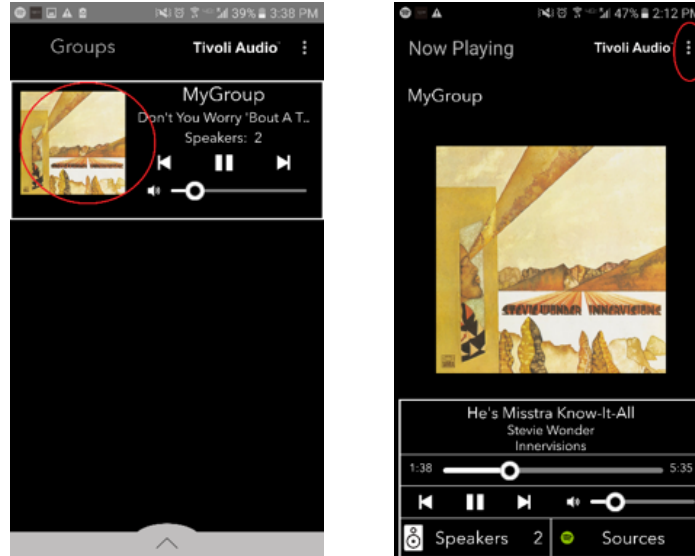 39% 3:38 PM
Groups
Tivoli Audio
MyGroup
Don't You Worry 'Bout A T..
Speakers: 2
47% 2:12 PM
Now Playing
Tivoli Audio
MyGroup
STEVIE WONDER INNERVISIONS
He's Misstra Know-It-All
Stevie Wonder
Innervisions
1:38 5:35
Speakers 2 Sources